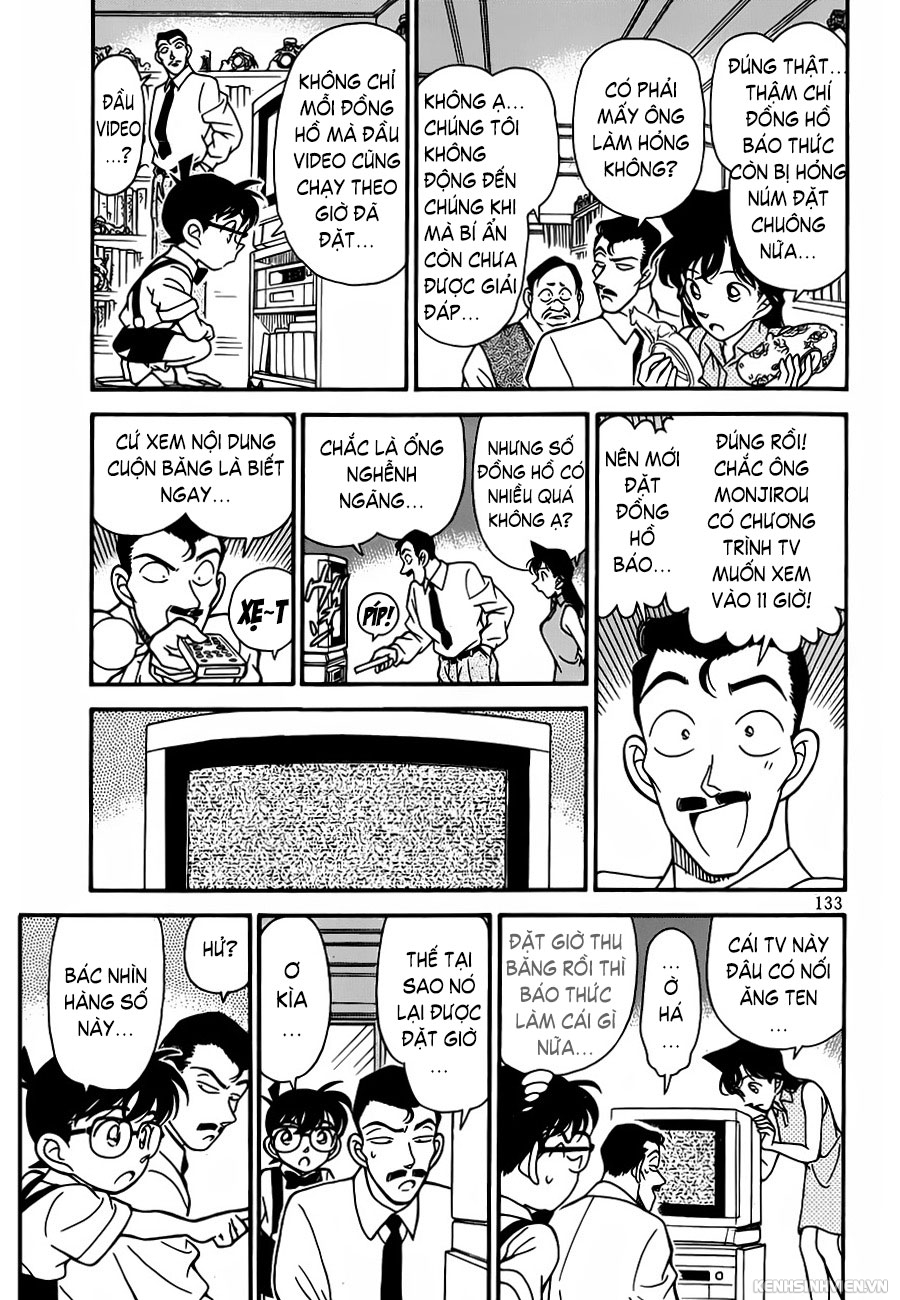 ĐÚNG THẬT...
THẬM CHÍ
ĐỒNG HỒ
BÁO THỨC
CÒN BỊ HỎNG
NÚM ĐẶT
CHUÔNG
NỮA...
CÓ PHẢI
MẤY ÔNG
LÀM HỎNG
KHÔNG?
KHÔNG Ạ...
CHÚNG TÔI
KHÔNG
ĐỘNG ĐẾN
CHÚNG KHI
MÀ BÍ ẨN
CÒN CHƯA
ĐƯỢC GIẢI
ĐÁP...
KHÔNG CHỈ
MỖI ĐỒNG
HỒ MÀ ĐẦU
VIDEO CŨNG
CHẠY THEO
GIỜ ĐÃ
ĐẶT...
ĐẦU
VIDEO
...?
ĐÚNG RỒI!
CHẮC ÔNG
MONJIROU
CÓ CHƯƠNG
TRÌNH TV
MUỐN XEM
VÀO 11 GIỜ!
NÊN MỚI
ĐẶT
ĐỒNG
HỒ
BÁO...
NHƯNG SỐ
ĐỒNG HỒ CÓ
NHIỀU QUÁ
KHÔNG Ạ?
CHẮC LÀ ỔNG
NGHỄNH
NGÃNG...
PÍP!
CỨ XEM NỘI DUNG
CUỘN BĂNG LÀ BIẾT
NGAY...
XẸ~T
133
CÁI TV NÀY
ĐÂU CÓ NỐI
ĂNG TEN
...
...
Ờ
HÁ
...
ĐẶT GIỜ THU
BĂNG RỒI THÌ
BÁO THỨC
LÀM CÁI GÌ
NỮA...
THẾ TẠI
SAO NÓ
LẠI ĐƯỢC
ĐẶT GIỜ
...
Ơ
KÌA
...
HỬ?
BÁC NHÌN
HÀNG SỐ
NÀY...
KENHSINHVIEN.VN